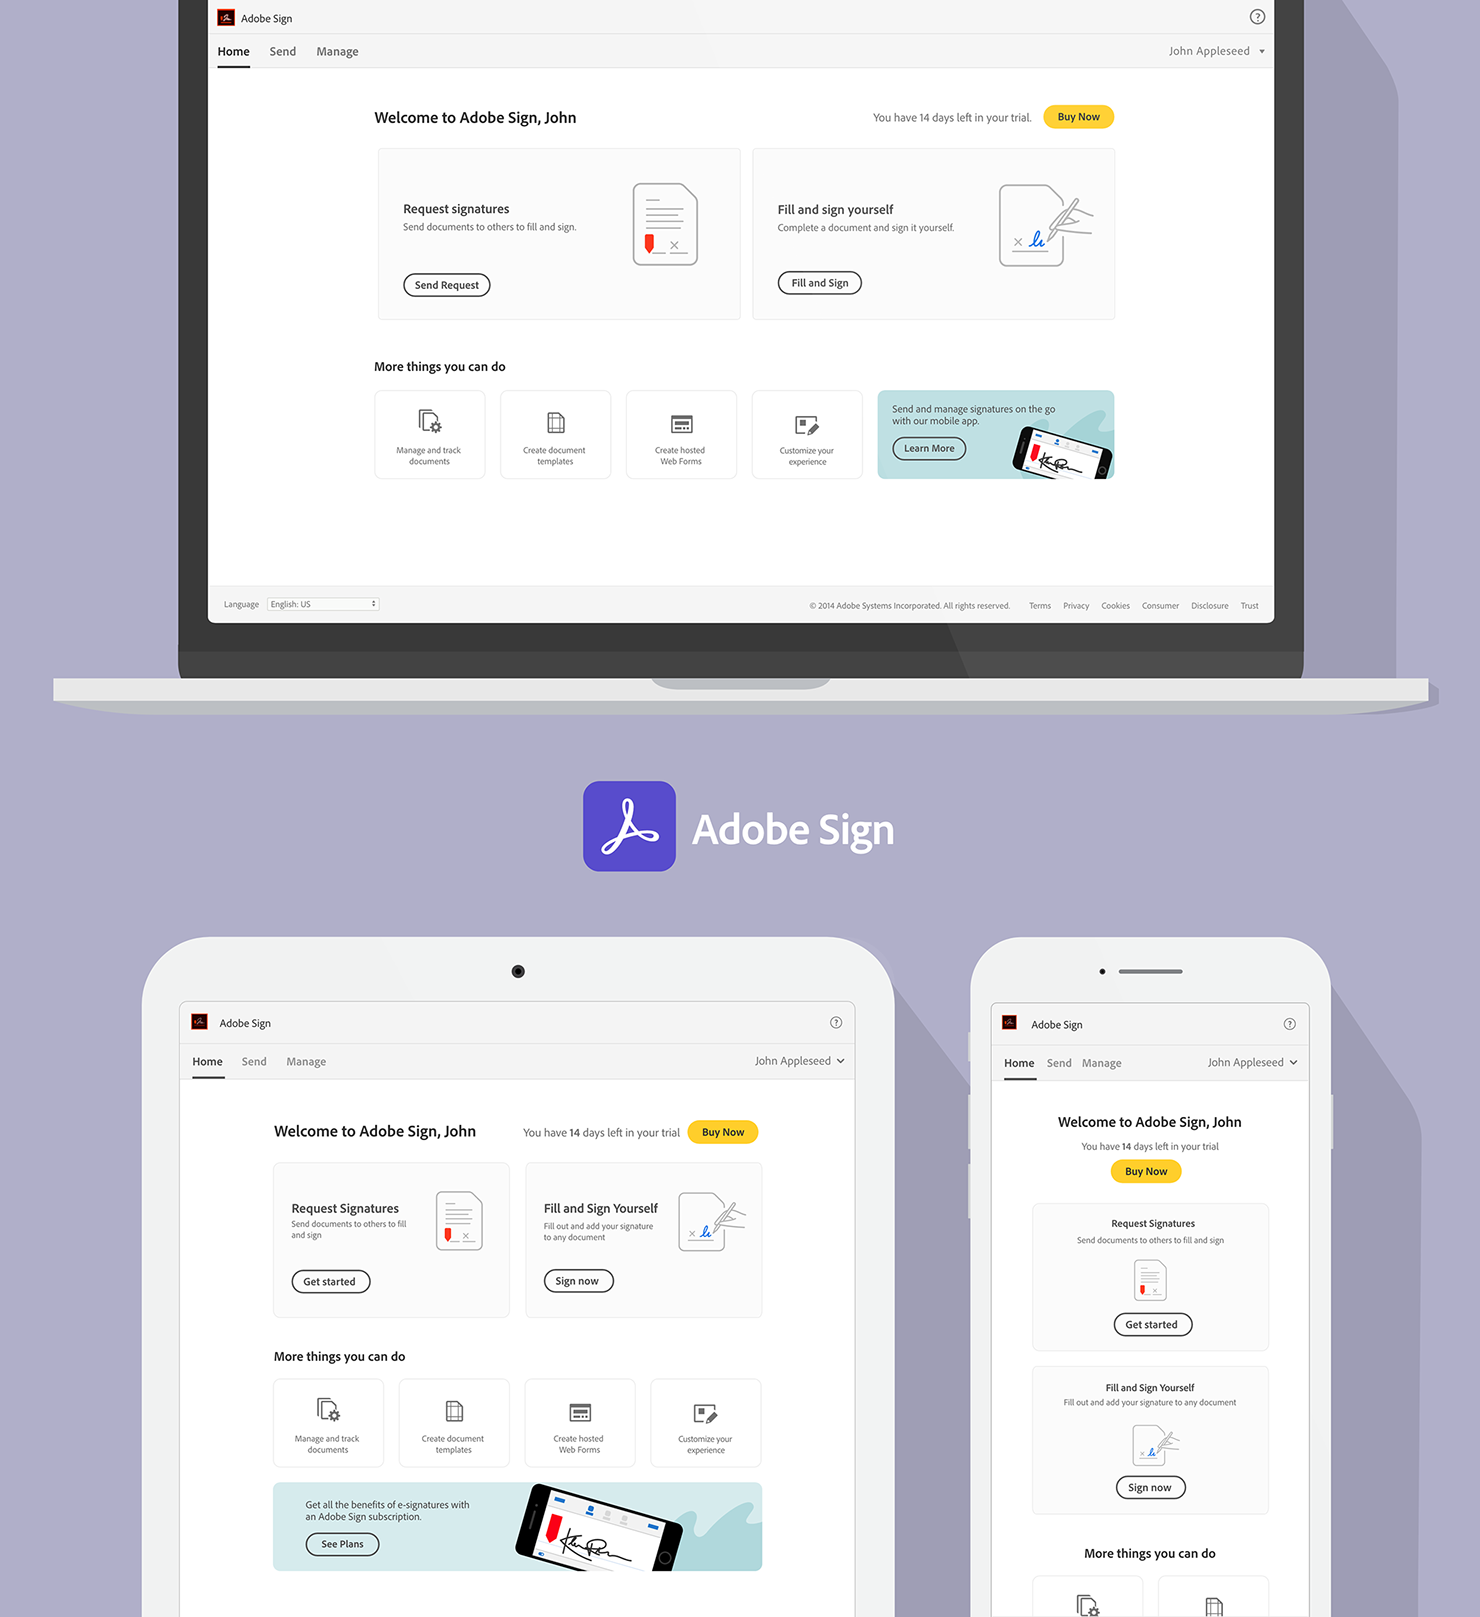 Adobe Sign
?
Home Send Manage
John Appleseed
Welcome to Adobe Sign, John
You have 14 days left in your trial.
Buy Now
Request signatures
Send documents to others to fill and sign.
Send Request
Fill and sign yourself
Complete a document and sign it yourself.
Fill and Sign
More things you can do
Manage and track
documents
Create document
templates
Create hosted
Web Forms
Customize your
experience
Send and manage signatures on the go
with our mobile app.
Learn More
Language English: US
© 2014 Adobe Systems Incorporated. All rights reserved. Terms Privacy Cookies Consumer Disclosure Trust
Adobe Sign
Adobe Sign
?
Home Send Manage
John Appleseed
Welcome to Adobe Sign, John
You have 14 days left in your trial
Buy Now
Request Signatures
Send documents to others to fill
and sign
Get started
Fill and Sign Yourself
Fill out and add your signature
to any document
Sign now
More things you can do
Manage and track
documents
Create document
templates
Create hosted
Web Forms
Customize your
experience
Get all the benefits of e-signatures with
an Adobe Sign subscription.
See Plans
Adobe Sign
?
Home Send Manage
John Appleseed
Welcome to Adobe Sign, John
You have 14 days left in your trial
Buy Now
Request Signatures
Send documents to others to fill and sign
Get started
Fill and Sign Yourself
Fill out and add your signature to any document
Sign now
More things you can do